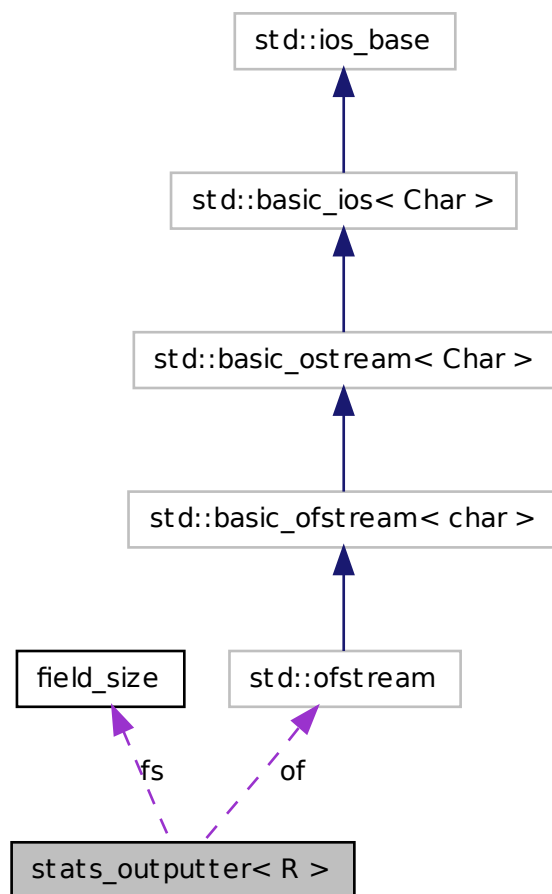 std::ios_base
std::basic_ios< Char >
std::basic_ostream< Char >
std::basic_ofstream< char >
field_size
std::ofstream
fs
of
stats_outputter< R >